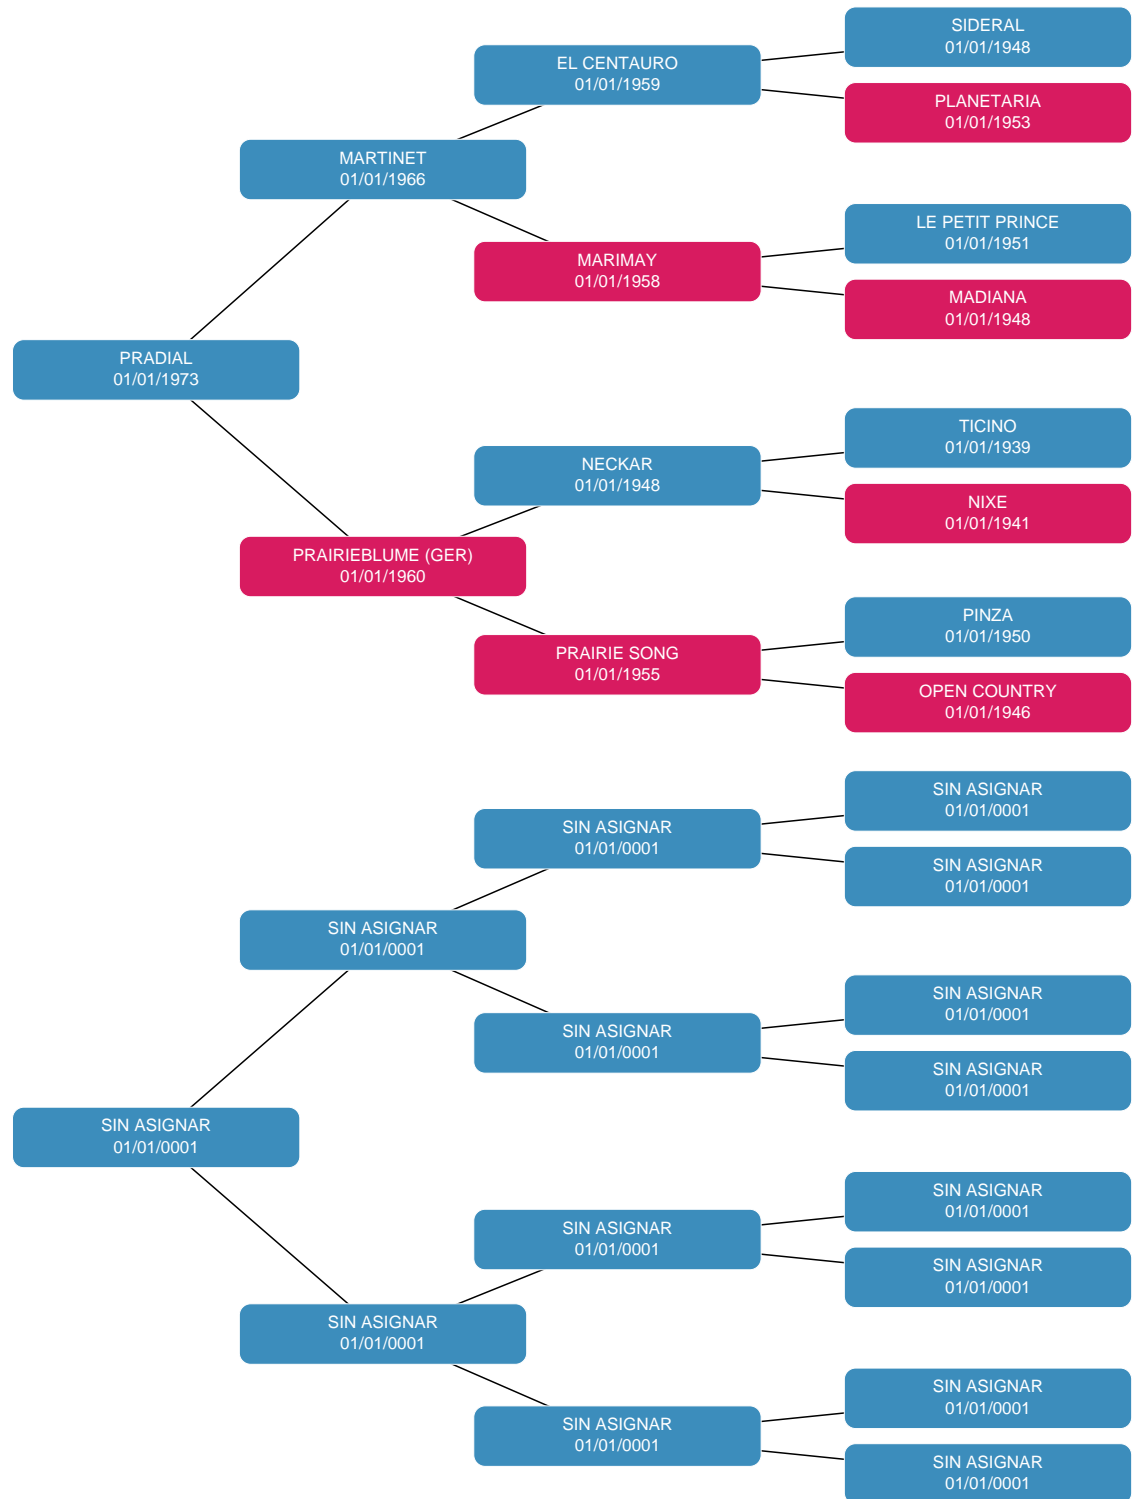 SIDERAL
01/01/1948
EL CENTAURO
01/01/1959
PLANETARIA
01/01/1953
MARTINET
01/01/1966
LE PETIT PRINCE
01/01/1951
MARIMAY
01/01/1958
MADIANA
01/01/1948
PRADIAL
01/01/1973
TICINO
01/01/1939
NECKAR
01/01/1948
NIXE
01/01/1941
PRAIRIEBLUME (GER)
01/01/1960
PINZA
01/01/1950
PRAIRIE SONG
01/01/1955
OPEN COUNTRY
01/01/1946
SIN ASIGNAR
01/01/0001
SIN ASIGNAR
01/01/0001
SIN ASIGNAR
01/01/0001
SIN ASIGNAR
01/01/0001
SIN ASIGNAR
01/01/0001
SIN ASIGNAR
01/01/0001
SIN ASIGNAR
01/01/0001
SIN ASIGNAR
01/01/0001
SIN ASIGNAR
01/01/0001
SIN ASIGNAR
01/01/0001
SIN ASIGNAR
01/01/0001
SIN ASIGNAR
01/01/0001
SIN ASIGNAR
01/01/0001
SIN ASIGNAR
01/01/0001
SIN ASIGNAR
01/01/0001